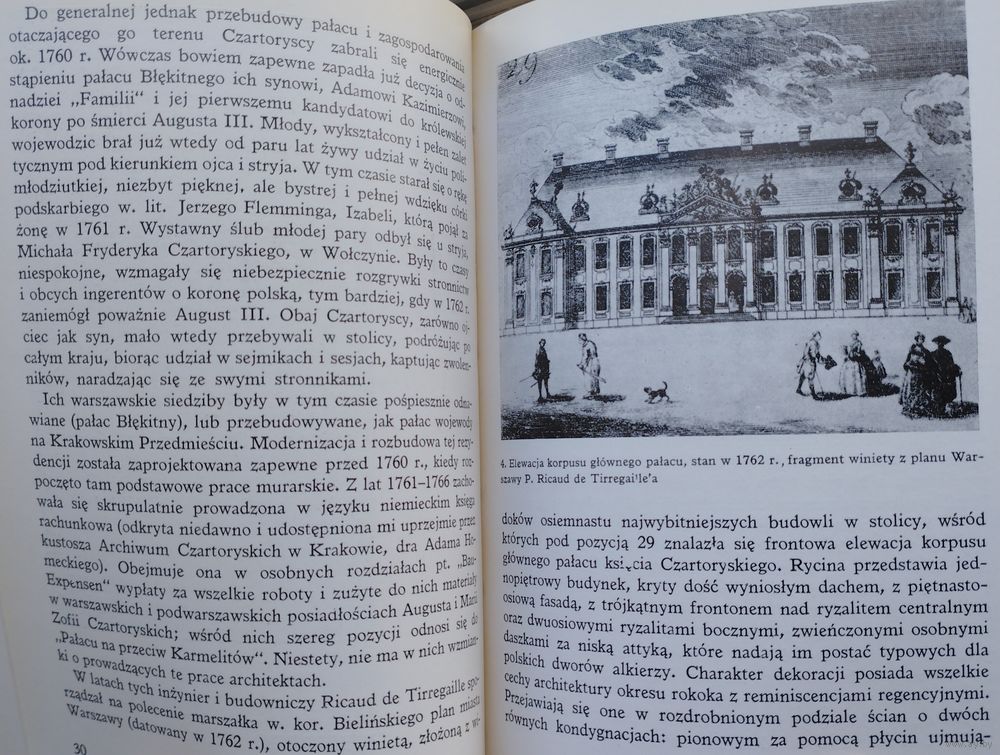 Do generalnej jednak przebudowy pałacu i zagospodarowania
otaczającego go terenu Czartoryscy zabrali się energicznie
ok. 1760 r. Wówczas bowiem zapewne zapadła już decyzja o od-
stąpieniu pałacu Błękitnego ich synowi, Adamowi Kazimierzowi,
nadziei „Familii“ i jej pierwszemu kandydatowi do królewskiej
korony po śmierci Augusta III. Młody, wykształcony i pełen zalet
wojewodzic brał już wtedy od paru lat żywy udział w życiu poli-
tycznym pod kierunkiem ojca i stryja. W tym czasie starał się o rękę
młodziutkiej, niezbyt pięknej, ale bystrej i pełnej wdzięku córki
podskarbiego w. lit. Jerzego Flemminga, Izabeli, którą pojął za
żonę w 1761 r. Wystawny ślub młodej pary odbył się u stryja,
Michała Fryderyka Czartoryskiego, w Wołczynie. Były to czasy
niespokojne, wzmagały się niebezpiecznie rozgrywki stronnictw
i obcych ingerentów o koronę polską, tym bardziej, gdy w 1762 r.
zaniemógł poważnie August III. Obaj Czartoryscy, zarówno oj-
ciec jak syn, mało wtedy przebywali w stolicy, podróżując po
całym kraju, biorąc udział w sejmikach i sesjach, kaptując zwolen-
ników, naradzając się ze swymi stronnikami.
Ich warszawskie siedziby były w tym czasie pośpiesznie odna-
wiane (pałac Błękitny), lub przebudowywane, jak pałac wojewody
na Krakowskim Przedmieściu. Modernizacja i rozbudowa tej rezy-
dencji została zaprojektowana zapewne przed 1760 r., kiedy roz-
poczęto tam podstawowe prace murarskie. Z lat 1761–1766 zacho-
wała się skrupulatnie prowadzona w języku niemieckim księga
rachunkowa (odkryta niedawno i udostępniona mi uprzejmie przez
kustosza Archiwum Czartoryskich w Krakowie, dra Adama Ho-
meckiego). Obejmuje ona w osobnych rozdziałach pt. „Bau-
Expensen“ wypłaty za wszelkie roboty i zużyte do nich materiały
w warszawskich i podwarszawskich posiadłościach Augusta i Marii
Zofii Czartoryskich; wśród nich szereg pozycji odnosi się do
„Pałacu na przeciw Karmelitów“. Niestety, nie ma w nich wzmian-
ki o prowadzących te prace architektach.
W latach tych inżynier i budowniczy Ricaud de Tirregaille spo-
rządzał na polecenie marszałka w. kor. Bielińskiego plan miasta
Warszawy (datowany w 1762 r.), otoczony winietą, złożoną z wi-
30
29
4. Elewacja korpusu głównego pałacu, stan w 1762 r., fragment winiety z planu War-
szawy P. Ricaud de Tirregaille'a
doków osiemnastu najwybitniejszych budowli w stolicy, wśród
których pod pozycją 29 znalazła się frontowa elewacja korpusu
głównego pałacu księcia Czartoryskiego. Rycina przedstawia jed-
nopiętrowy budynek, kryty dość wyniosłym dachem, z piętnasto-
osiową fasadą, z trójkątnym frontonem nad ryzalitem centralnym
oraz dwuosiowymi ryzalitami bocznymi, zwieńczonymi osobnymi
daszkami za niską attyką, które nadają im postać typowych dla
polskich dworów alkierzy. Charakter dekoracji posiada wszelkie
cechy architektury okresu rokoka z reminiscencjami regencyjnymi.
Przejawiają się one w rozdrobnionym podziale ścian o dwóch
równych kondygnacjach: pionowym za pomocą płycin ujmują-